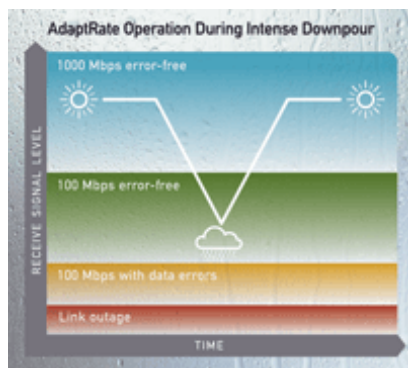 AdaptRate Operation During Intense Downpour
1000 Mbps error-free
100 Mbps error-free
100 Mbps with data errors
Link outage
RECEIVE SIGNAL LEVEL
TIME